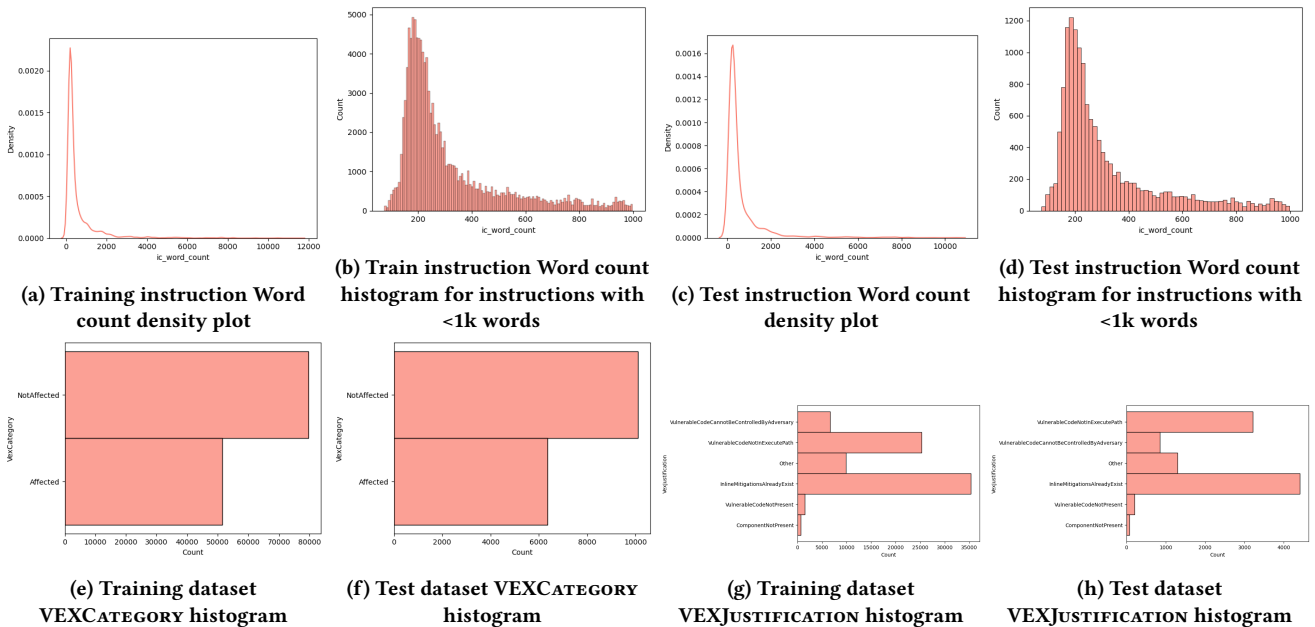 0.0020
0.0015
0.0010
0.0005
0.0000
Density
0
2000
4000
6000
8000
10000
12000
ic_word_count
(a) Training instruction Word
count density plot
5000
4000
3000
2000
1000
0
Count
200
400
600
800
1000
ic_word_count
(b) Train instruction Word count
histogram for instructions with
<1k words
0.0016
0.0014
0.0012
0.0010
0.0008
0.0006
0.0004
0.0002
0.0000
Density
0
2000
4000
6000
8000
10000
ic_word_count
(c) Test instruction Word count
density plot
1200
1000
800
600
400
200
0
Count
200
400
600
800
1000
ic_word_count
(d) Test instruction Word count
histogram for instructions with
<1k words
NotAffected
Affected
VexCategory
0
10000
20000
30000
40000
50000
60000
70000
80000
Count
(e) Training dataset
VEXCategory histogram
NotAffected
Affected
VexCategory
0
2000
4000
6000
8000
10000
Count
(f) Test dataset VEXCategory
histogram
VulnerableCodeCannotBeControlledByAdversary
VulnerableCodeNotInExecutePath
Other
InlineMitigationsAlreadyExist
VulnerableCodeNotPresent
ComponentNotPresent
0
5000
10000
15000
20000
25000
30000
35000
Count
(g) Training dataset
VEXJustification histogram
VulnerableCodeNotInExecutePath
VulnerableCodeCannotBeControlledByAdversary
Other
InlineMitigationsAlreadyExist
VulnerableCodeNotPresent
ComponentNotPresent
0
1000
2000
3000
4000
Count
(h) Test dataset
VEXJustification histogram